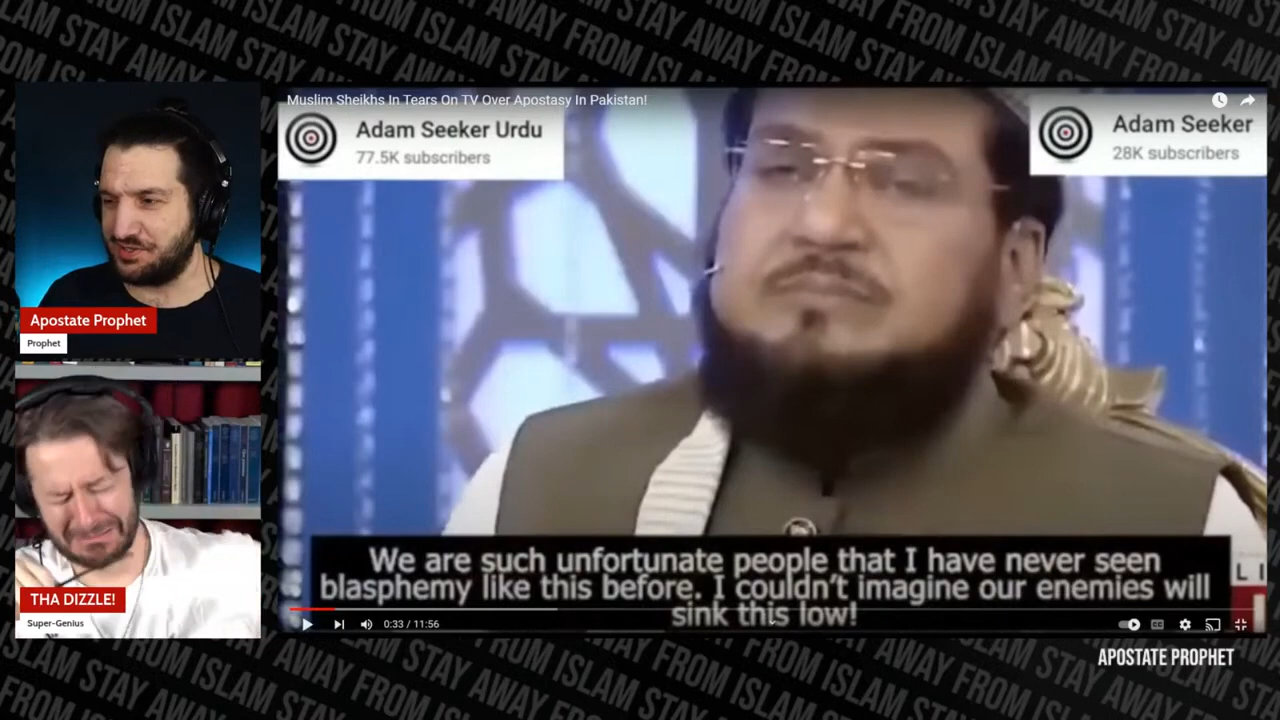 STAY AWAY FROM ISLAM
Muslim Sheikhs In Tears On TV Over Apostasy In Pakistan!
Adam Seeker Urdu
77.5K subscribers
Adam Seeker
28K subscribers
Apostate Prophet
Prophet
THA DIZZLE!
Super-Genius
We are such unfortunate people that I have never seen
blasphemy like this before. I couldn't imagine our enemies will
sink this low!
LI
0:33 / 11:56
CC
APOSTATE PROPHET